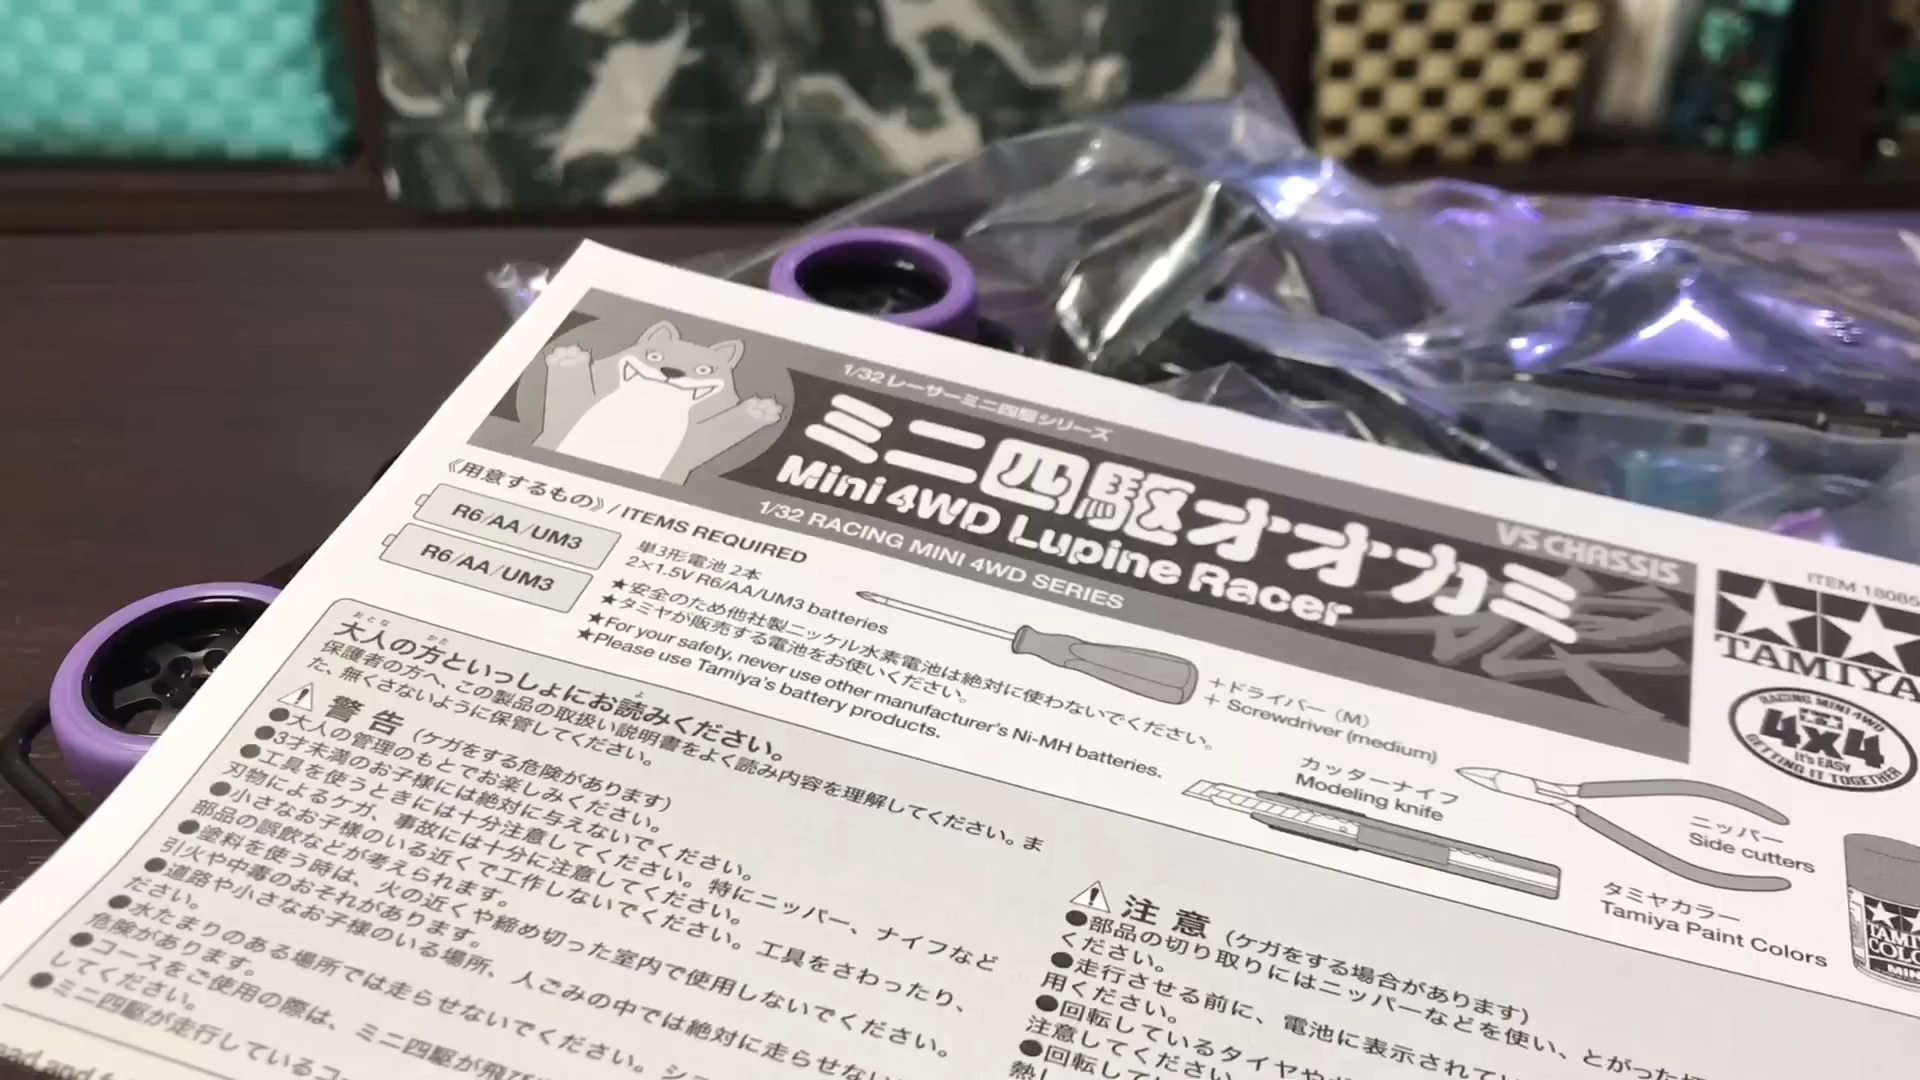 1/32レーサーミニ四駆シリーズ
ミニ四駆オオカミ
Mini 4WD Lupine Racer
1/32 RACING MINI 4WD SERIES
VS CHASSIS
狼
ITEM 18085
TAMIYA
RACING MINI 4WD
4x4
It's EASY
GETTING IT TOGETHER
《用意するもの》/ ITEMS REQUIRED
R6/AA/UM3
R6/AA/UM3
単3形電池 2本
2×1.5V R6/AA/UM3 batteries
★安全のため他社製ニッケル水素電池は絶対に使わないでください。
★タミヤが販売する電池をお使いください。
★For your safety, never use other manufacturer's Ni-MH batteries.
★Please use Tamiya's battery products.
+ドライバー（M）
+ Screwdriver (medium)
カッターナイフ
Modeling knife
ニッパー
Side cutters
タミヤカラー
Tamiya Paint Colors
おとな かた よ
大人の方といっしょにお読みください。
保護者の方へ、この製品の取扱い説明書をよく読み内容を理解してください。ま
た、無くさないように保管してください。
警告（ケガをする危険があります）
●大人の管理のもとでお楽しみください。
●3才未満のお子様には絶対に与えないでください。
●工具を使うときには十分注意してください。特にニッパー、ナイフなど
刃物によるケガ、事故には十分に注意してください。
●小さなお子様のいる近くで工作しないでください。工具をさわったり、
部品の誤飲などが考えられます。
●塗料を使う時は、火の近くや締め切った室内で使用しないでください。
引火や中毒のおそれがあります。
●道路や小さなお子様のいる場所、人ごみの中では絶対に走らせない
ださい。
●水たまりのある場所では走らせないでください。
危険があります。
●コースをご使用の際は、ミニ四駆が飛び
してください。
●ミニ四駆が走行しているコー
注意（ケガをする場合があります）
●部品の切り取りにはニッパーなどを使い、とがった
ください。
●走行させる前に、電池に表示されてい
用ください。
●回転しているタイヤや
注意してください。
●回転して
熱し